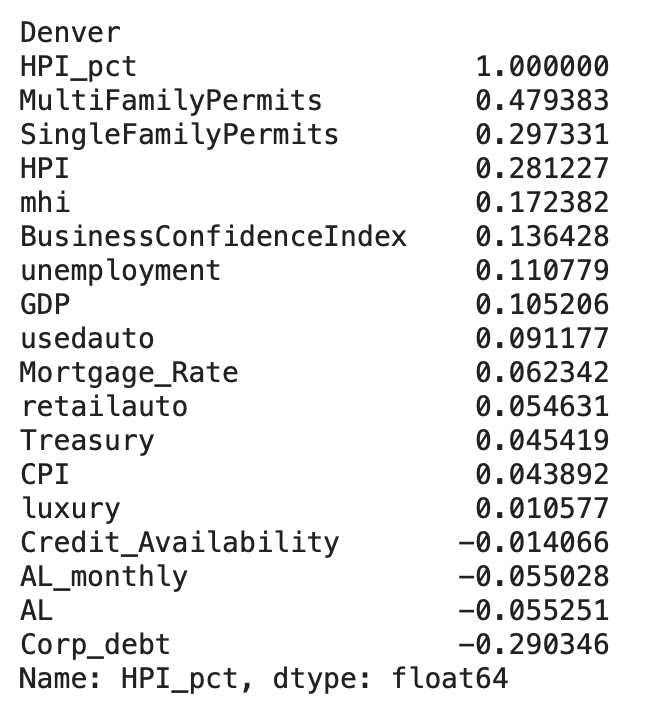 Denver
HPI_pct 1.000000
MultiFamilyPermits 0.479383
SingleFamilyPermits 0.297331
HPI 0.281227
mhi 0.172382
BusinessConfidenceIndex 0.136428
unemployment 0.110779
GDP 0.105206
usedauto 0.091177
Mortgage_Rate 0.062342
retailauto 0.054631
Treasury 0.045419
CPI 0.043892
luxury 0.010577
Credit_Availability -0.014066
AL_monthly -0.055028
AL -0.055251
Corp_debt -0.290346
Name: HPI_pct, dtype: float64